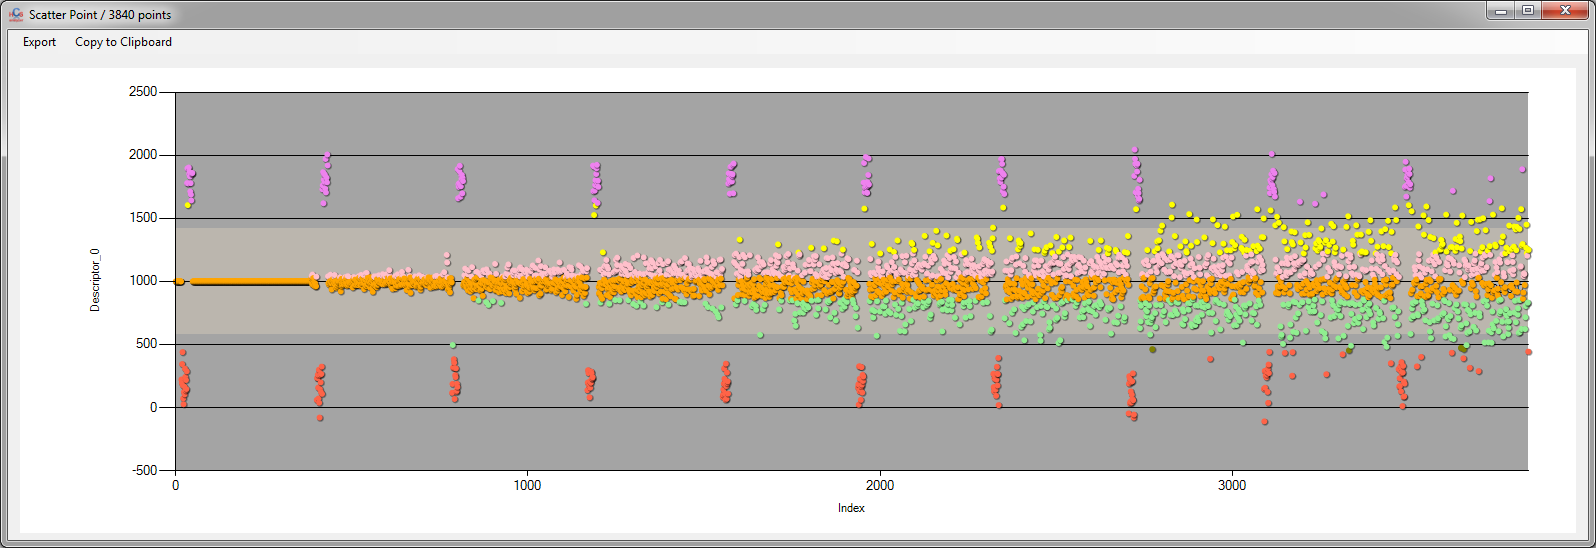 Scatter Point / 3840 points
Export Copy to Clipboard
2500
2000
1500
1000
500
0
-500
Descriptor_0
0 1000 2000 3000
Index